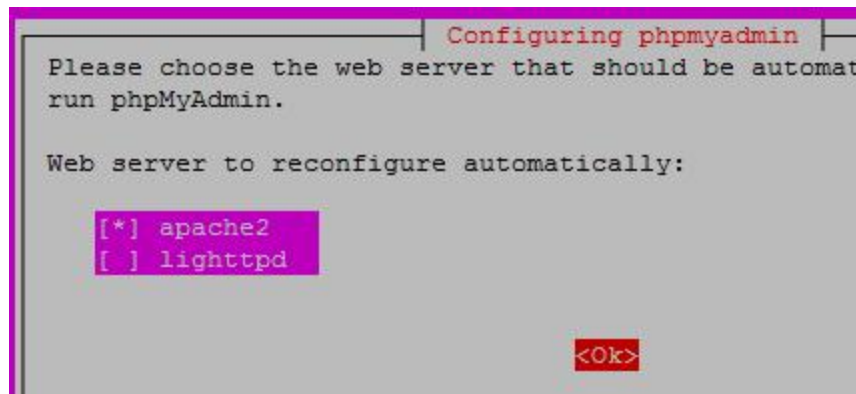 Configuring phpmyadmin
Please choose the web server that should be automat
run phpMyAdmin.
Web server to reconfigure automatically:
[*] apache2
[ ] lighttpd
<Ok>